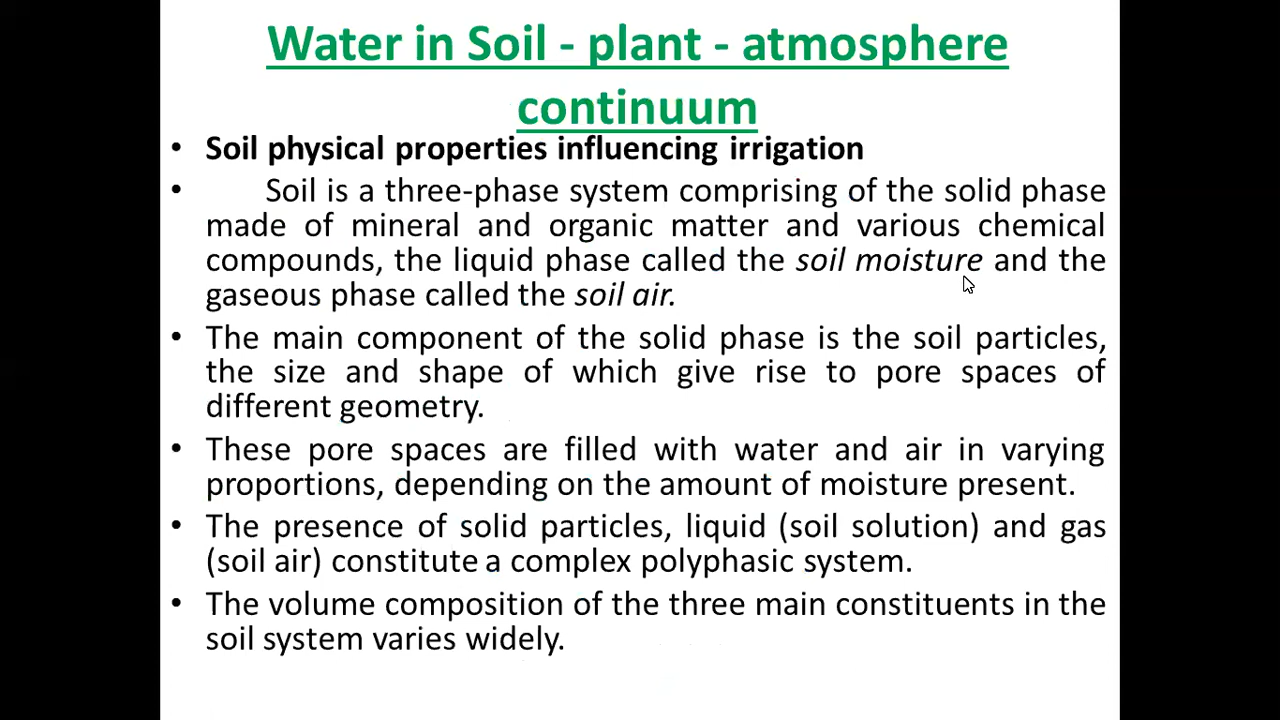 Water in Soil - plant - atmosphere
continuum
• Soil physical properties influencing irrigation
• Soil is a three-phase system comprising of the solid phase
made of mineral and organic matter and various chemical
compounds, the liquid phase called the soil moisture and the
gaseous phase called the soil air.
• The main component of the solid phase is the soil particles,
the size and shape of which give rise to pore spaces of
different geometry.
• These pore spaces are filled with water and air in varying
proportions, depending on the amount of moisture present.
• The presence of solid particles, liquid (soil solution) and gas
(soil air) constitute a complex polyphasic system.
• The volume composition of the three main constituents in the
soil system varies widely.